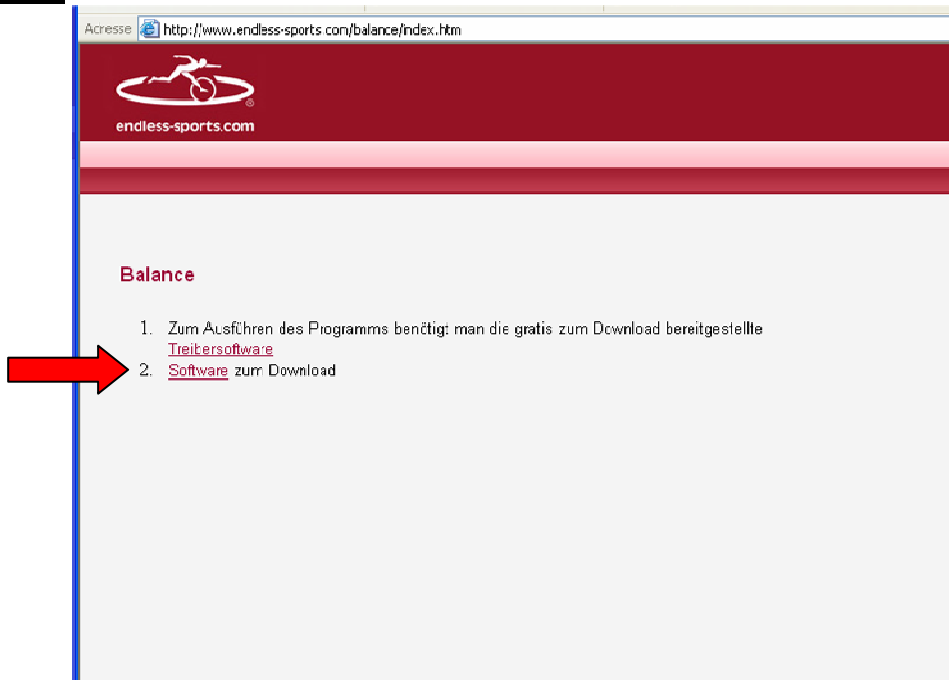 Adresse http://www.endless-sports.com/balance/index.htm
endless-sports.com
Balance
1. Zum Ausführen des Programms benötigt man die gratis zum Download bereitgestellte
Treibersoftware
2. Software zum Download